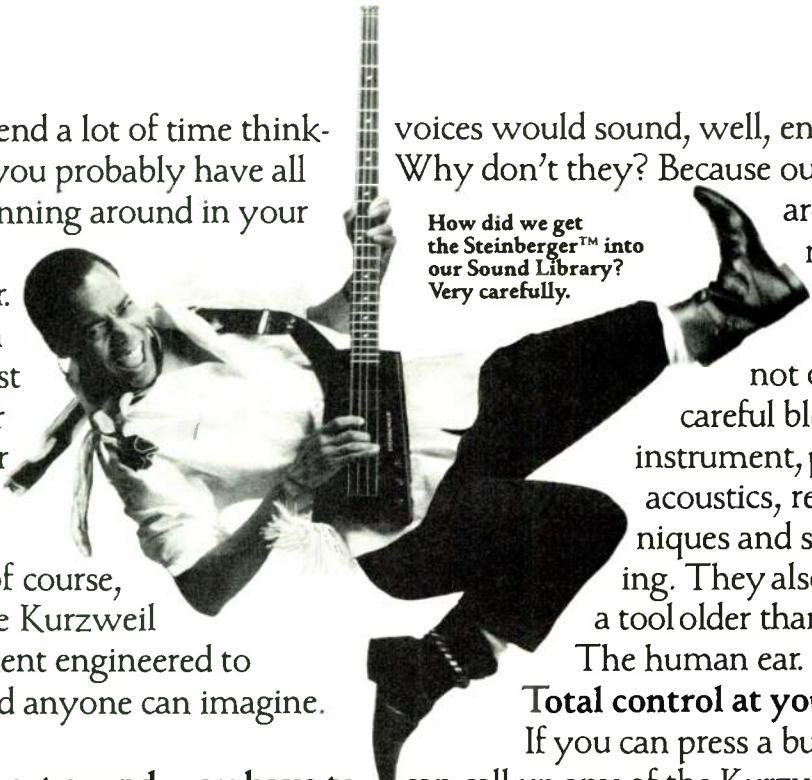 end a lot of time think-
you probably have all
nning around in your
r.
st
r
r
of course,
e Kurzweil
ent engineered to
d anyone can imagine.
voices would sound, well, en
Why don't they? Because ou
ar
How did we get
the Steinberger™ into
our Sound Library?
Very carefully.
not
careful bl
instrument, p
acoustics, re
niques and s
ing. They als
a tool older than
The human ear.
Total control at yo
If you can press a bu